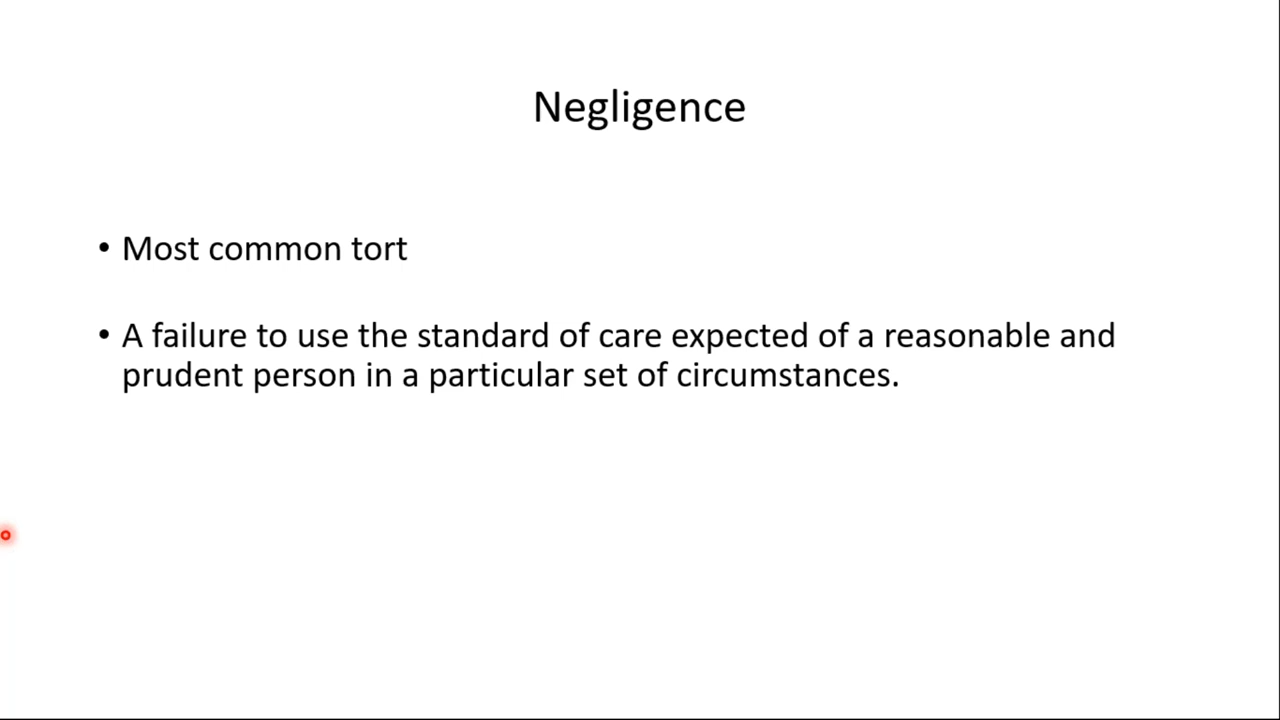 Negligence
• Most common tort
• A failure to use the standard of care expected of a reasonable and
prudent person in a particular set of circumstances.